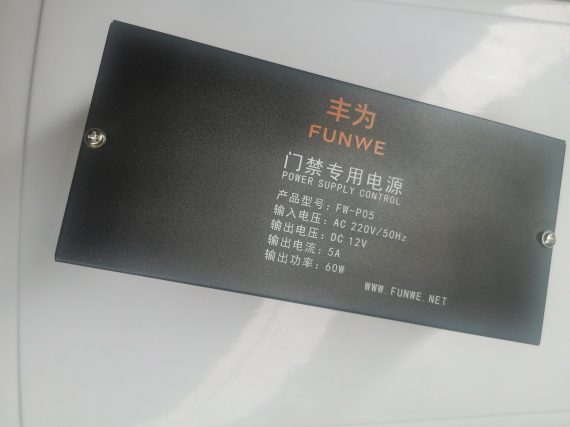 丰为
FUNWE
门禁专用电源
POWER SUPPLY CONTROL
产品型号: FW-P05
输入电压: AC 220V/50Hz
输出电压: DC 12V
输出电流: 5A
输出功率: 60W
WWW.FUNWE.NET